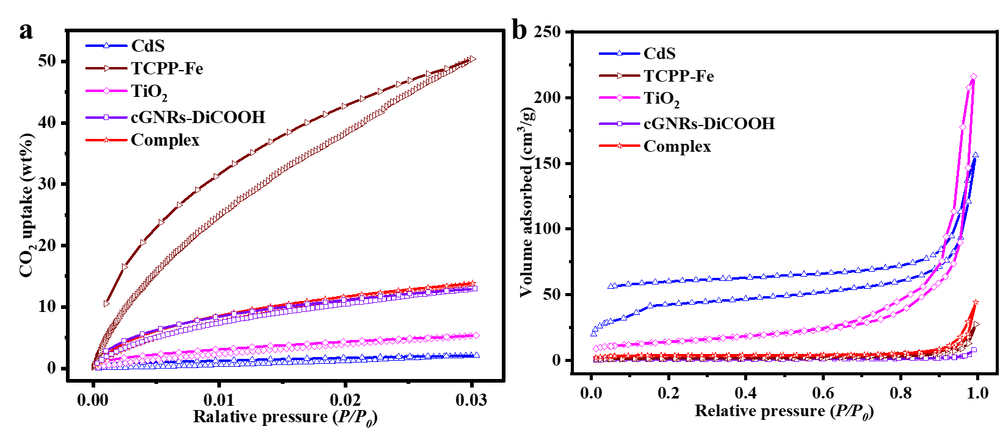 a
CdS
TCPP-Fe
TiO2
cGNRs-DiCOOH
Complex
50
40
30
20
10
0
CO2 uptake (wt%)
0.00 0.01 0.02 0.03
Ralative pressure (P/P0)
b
CdS
TCPP-Fe
TiO2
cGNRs-DiCOOH
Complex
250
200
150
100
50
0
Volume adsorbed (cm3/g)
0.0 0.2 0.4 0.6 0.8 1.0
Relative pressure (P/P0)